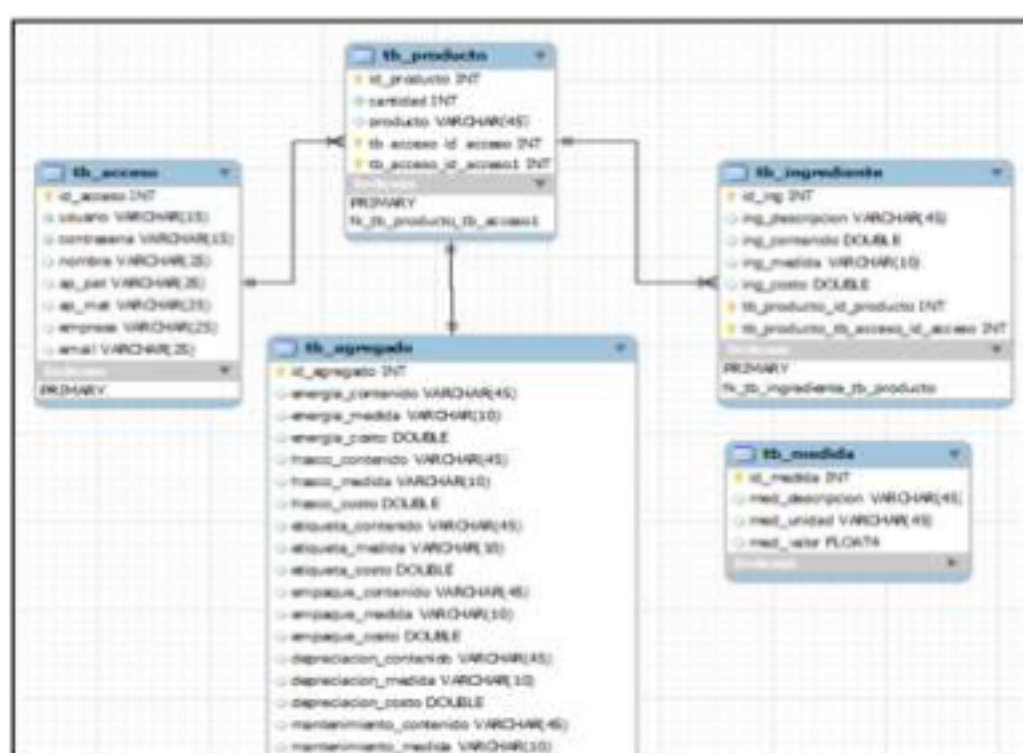 tb_producto
id_producto INT
cantidad INT
producto VARCHAR(45)
tb_acceso_id_acceso INT
tb_acceso_id_acceso1 INT
Indexes
PRIMARY
fk_tb_producto_tb_acceso1
tb_acceso
id_acceso INT
usuario VARCHAR(15)
contrasena VARCHAR(15)
nombre VARCHAR(25)
ap_pat VARCHAR(25)
ap_mat VARCHAR(25)
empresa VARCHAR(25)
email VARCHAR(25)
Indexes
PRIMARY
tb_ingrediente
id_ing INT
ing_descripcion VARCHAR(45)
ing_contenido DOUBLE
ing_medida VARCHAR(10)
ing_costo DOUBLE
tb_producto_id_producto INT
tb_producto_tb_acceso_id_acceso INT
Indexes
PRIMARY
fk_tb_ingrediente_tb_producto
tb_agregado
id_agregado INT
energia_contenido VARCHAR(45)
energia_medida VARCHAR(10)
energia_costo DOUBLE
frasco_contenido VARCHAR(45)
frasco_medida VARCHAR(10)
frasco_costo DOUBLE
etiqueta_contenido VARCHAR(45)
etiqueta_medida VARCHAR(10)
etiqueta_costo DOUBLE
empaque_contenido VARCHAR(45)
empaque_medida VARCHAR(10)
empaque_costo DOUBLE
depreciacion_contenido VARCHAR(45)
depreciacion_medida VARCHAR(10)
depreciacion_costo DOUBLE
mantenimiento_contenido VARCHAR(45)
mantenimiento_medida VARCHAR(10)
tb_medida
id_medida INT
med_descripcion VARCHAR(45)
med_unidad VARCHAR(45)
med_valor FLOAT4
Indexes